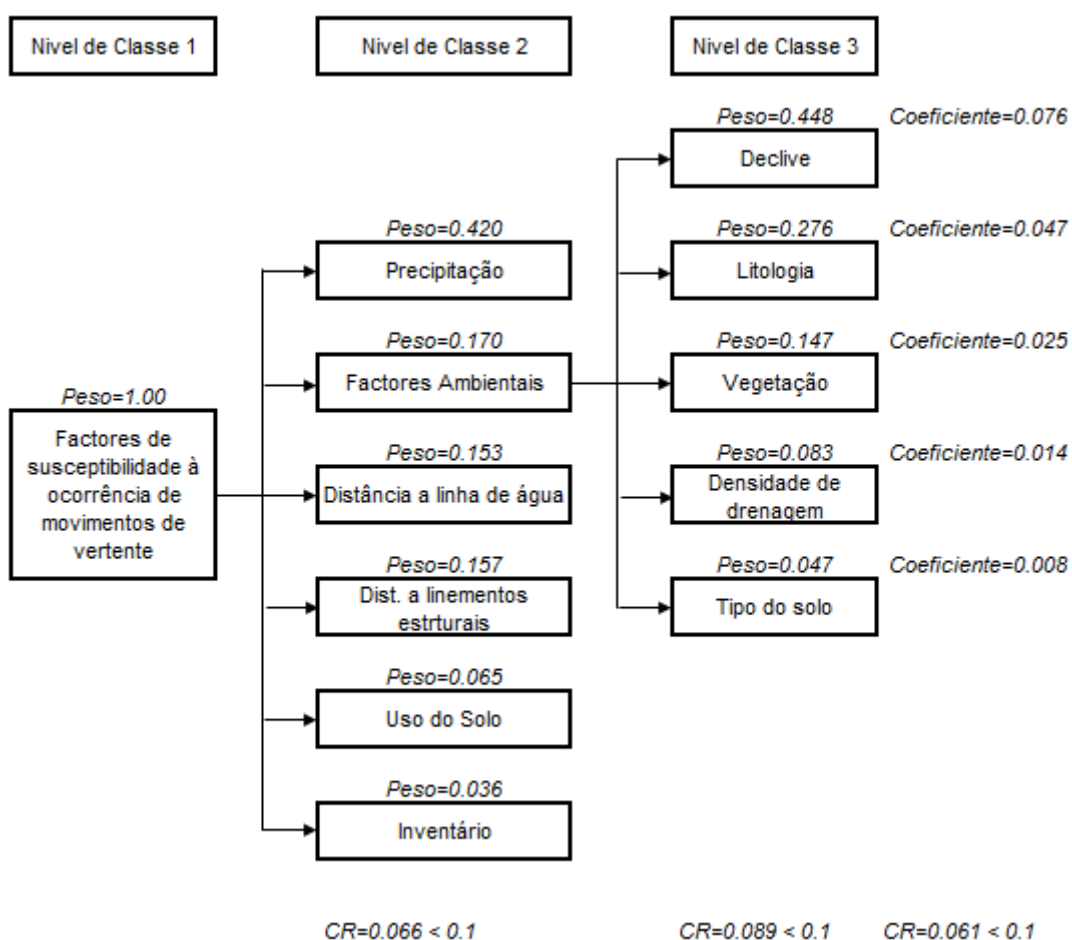 Nivel de Classe 1
Nivel de Classe 2
Nivel de Classe 3
Peso=1.00
Factores de
susceptibilidade à
ocorrência de
movimentos de
vertente
Peso=0.420
Precipitação
Peso=0.170
Factores Ambientais
Peso=0.153
Distância a linha de água
Peso=0.157
Dist. a linementos
estrturais
Peso=0.065
Uso do Solo
Peso=0.036
Inventário
Peso=0.448 Coeficiente=0.076
Declive
Peso=0.276 Coeficiente=0.047
Litologia
Peso=0.147 Coeficiente=0.025
Vegetação
Peso=0.083 Coeficiente=0.014
Densidade de
drenagem
Peso=0.047 Coeficiente=0.008
Tipo do solo
CR=0.066 < 0.1
CR=0.089 < 0.1
CR=0.061 < 0.1